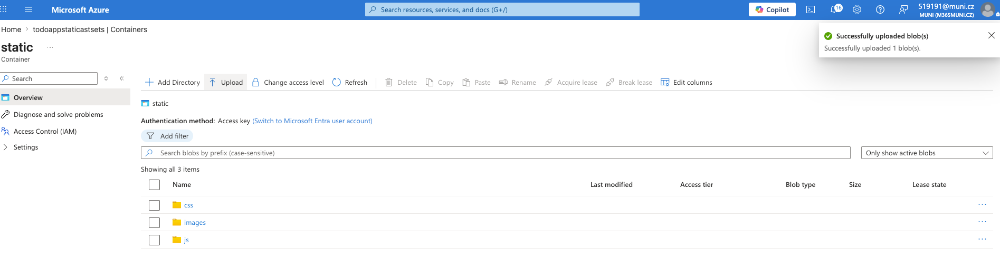 Microsoft Azure
Search resources, services, and docs (G+/)
Copilot
16
519191@muni.cz
MUNI (M365MUNI.CZ)
Home > todoappstaticastsets | Containers
Successfully uploaded blob(s)
Successfully uploaded 1 blob(s).
static ...
Container
Search
Overview
Diagnose and solve problems
Access Control (IAM)
Settings
Add Directory Upload Change access level Refresh Delete Copy Paste Rename Acquire lease Break lease Edit columns
static
Authentication method: Access key (Switch to Microsoft Entra user account)
Add filter
Search blobs by prefix (case-sensitive)
Only show active blobs
Showing all 3 items
Name Last modified Access tier Blob type Size Lease state
css ...
images ...
js ...